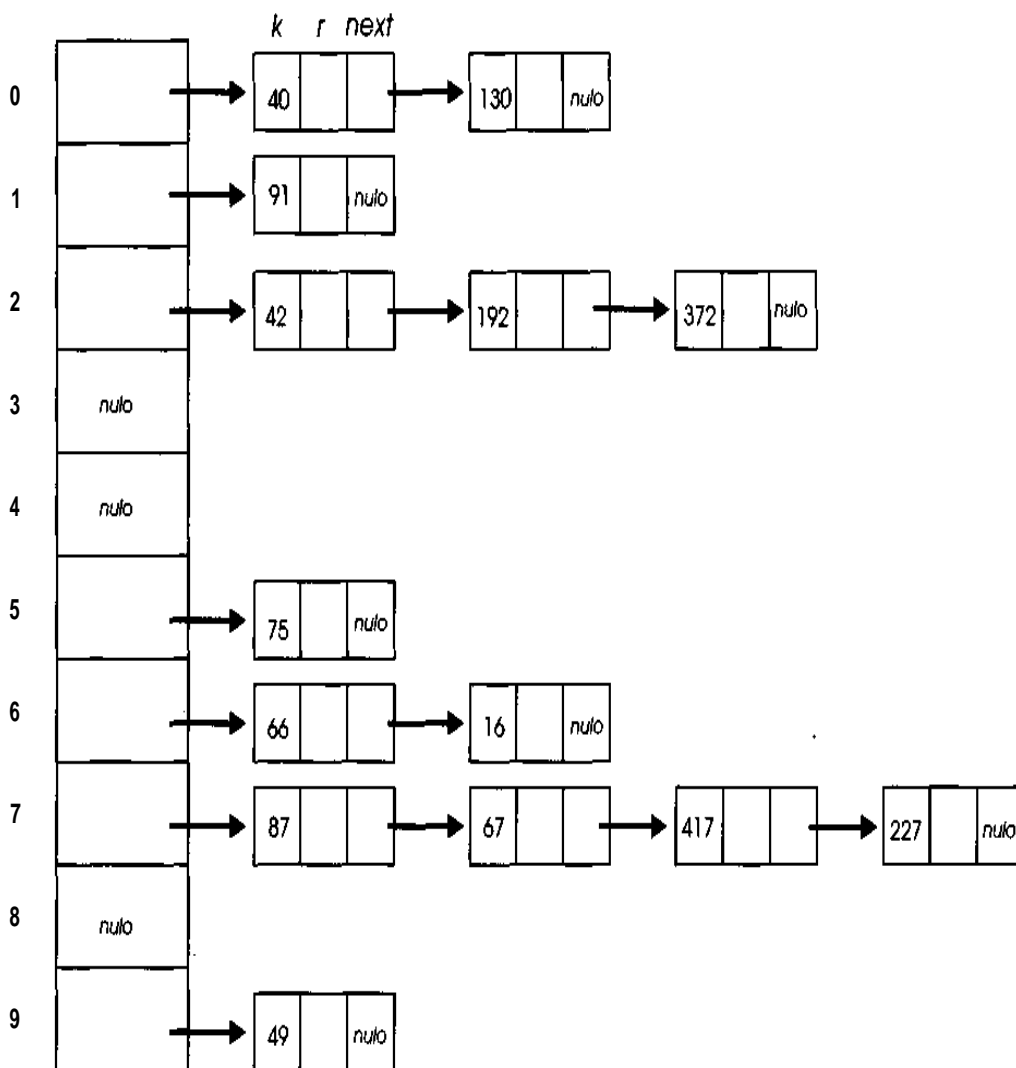 k r next
0 40 130 nulo
1 91 nulo
2 42 192 372 nulo
3 nulo
4 nulo
5 75 nulo
6 66 16 nulo
7 87 67 417 227 nulo
8 nulo
9 49 nulo